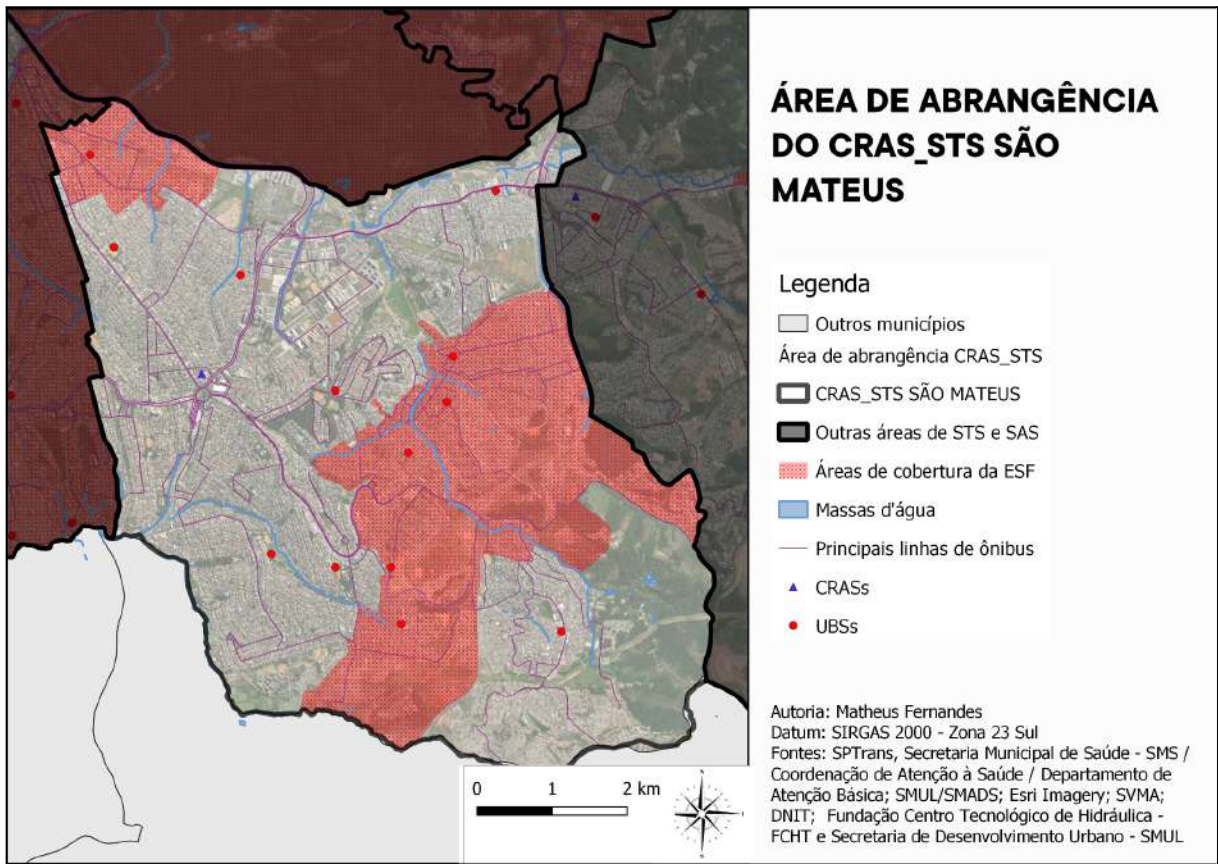 ÁREA DE ABRANGÊNCIA
DO CRAS_STS SÃO
MATEUS
Legenda
Outros municípios
Área de abrangência CRAS_STS
CRAS_STS SÃO MATEUS
Outras áreas de STS e SAS
Áreas de cobertura da ESF
Massas d'água
Principais linhas de ônibus
CRASs
UBSs
Autoria: Matheus Fernandes
Datum: SIRGAS 2000 - Zona 23 Sul
Fontes: SPTrans, Secretaria Municipal de Saúde - SMS /
Coordenação de Atenção à Saúde / Departamento de
Atenção Básica; SMUL/SMADS; Esri Imagery; SVMA;
DNIT; Fundação Centro Tecnológico de Hidráulica -
FCHT e Secretaria de Desenvolvimento Urbano - SMUL
0 1 2 km